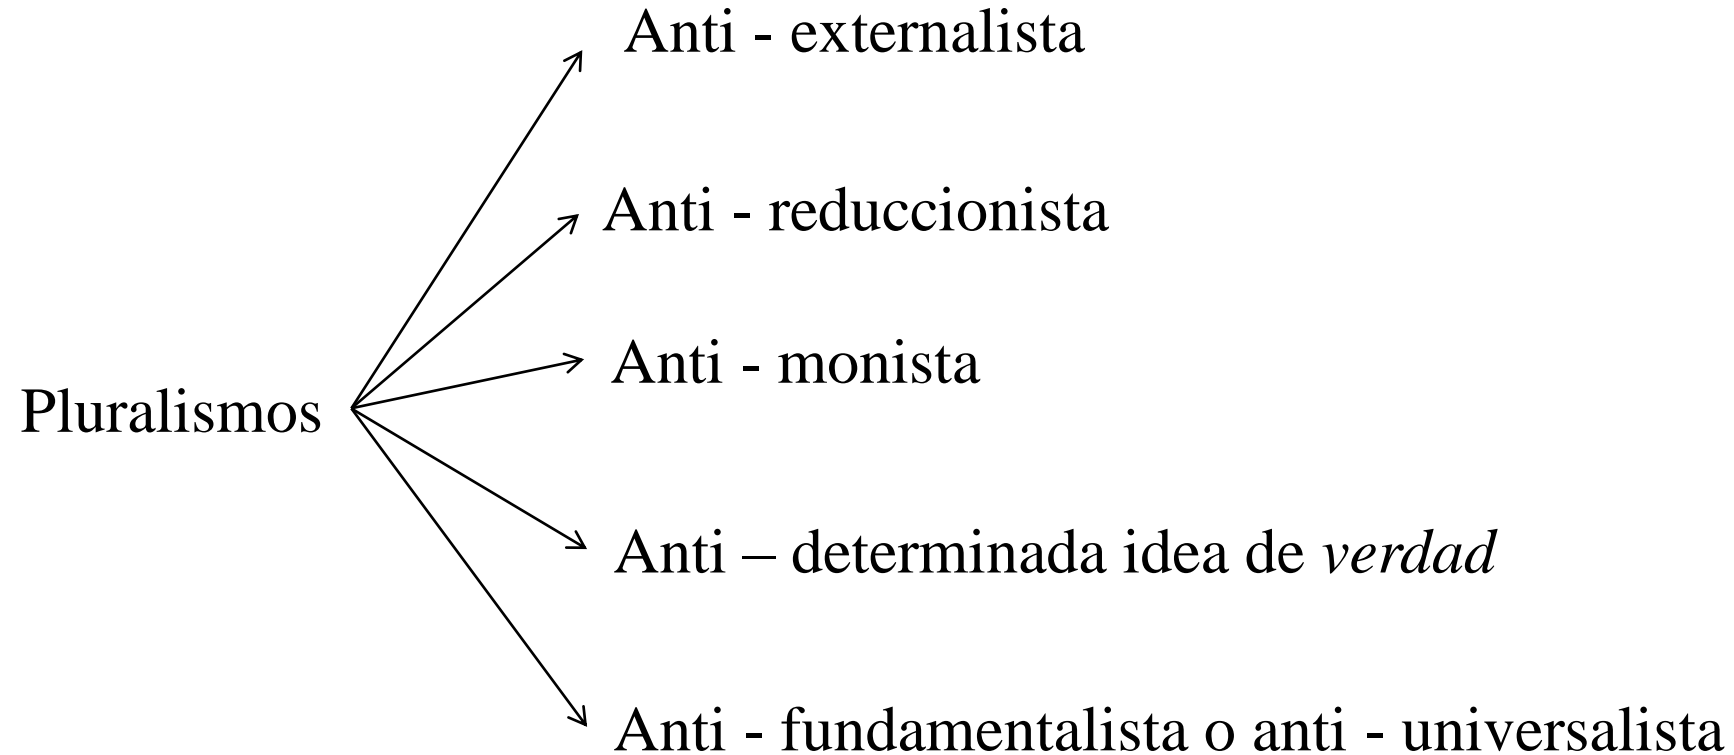 Anti - externalista
Anti - reduccionista
Anti - monista
Pluralismos
Anti – determinada idea de verdad
Anti - fundamentalista o anti - universalista